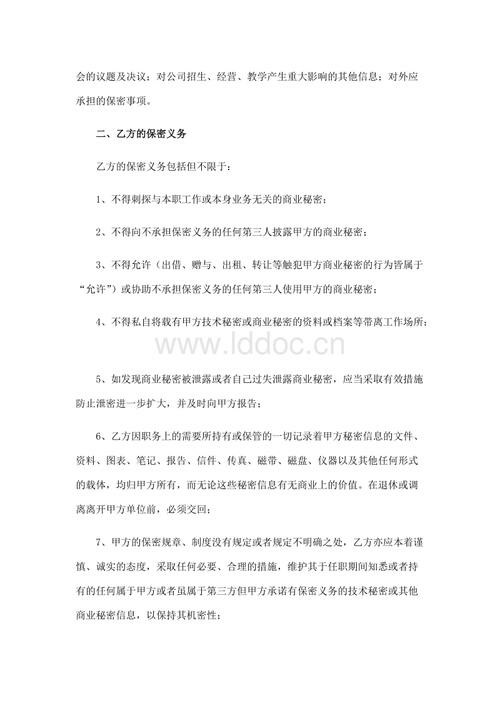 会的议题及决议；对公司招生、经营、教学产生重大影响的其他信息；对外应
承担的保密事项。
二、乙方的保密义务
乙方的保密义务包括但不限于：
1、不得刺探与本职工作或本身业务无关的商业秘密；
2、不得向不承担保密义务的任何第三人披露甲方的商业秘密；
3、不得允许（出借、赠与、出租、转让等触犯甲方商业秘密的行为皆属于
“允许”）或协助不承担保密义务的任何第三人使用甲方的商业秘密；
4、不得私自将载有甲方技术秘密或商业秘密的资料或档案等带离工作场所；
www.lddoc.cn
5、如发现商业秘密被泄露或者自己过失泄露商业秘密，应当采取有效措施
防止泄密进一步扩大，并及时向甲方报告；
6、乙方因职务上的需要所持有或保管的一切记录着甲方秘密信息的文件、
资料、图表、笔记、报告、信件、传真、磁带、磁盘、仪器以及其他任何形式
的载体，均归甲方所有，而无论这些秘密信息有无商业上的价值。在退休或调
离离开甲方单位前，必须交回；
7、甲方的保密规章、制度没有规定或者规定不明确之处，乙方亦应本着谨
慎、诚实的态度，采取任何必要、合理的措施，维护其于任职期间知悉或者持
有的任何属于甲方或者虽属于第三方但甲方承诺有保密义务的技术秘密或其他
商业秘密信息，以保持其机密性；